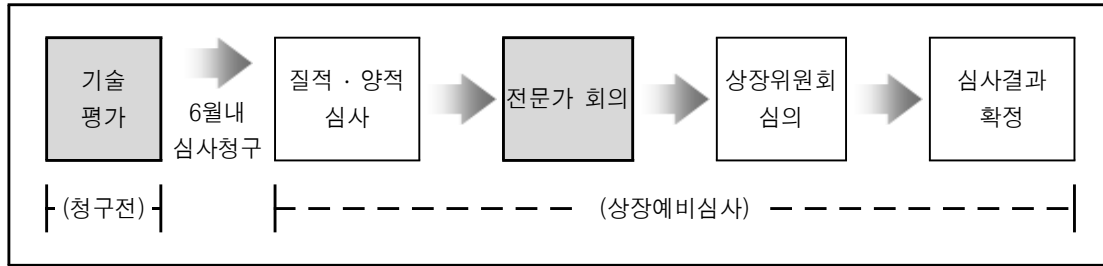 기술
평가
6월내
심사청구
질적 · 양적
심사
전문가 회의
상장위원회
심의
심사결과
확정
(청구전)
(상장예비심사)